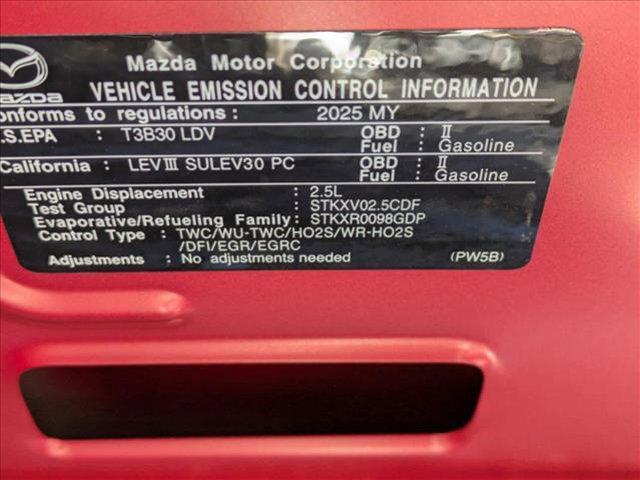 Mazda Motor Corporation
mazda VEHICLE EMISSION CONTROL INFORMATION
onforms to regulations : 2025 MY
.S.EPA : T3B30 LDV OBD : II
Fuel : Gasoline
California : LEVIII SULEV30 PC OBD : II
Fuel : Gasoline
Engine Displacement : 2.5L
Test Group : STKXV02.5CDF
Evaporative/Refueling Family: STKXR0098GDP
Control Type : TWC/WU-TWC/HO2S/WR-HO2S
/DFI/EGR/EGRC
Adjustments : No adjustments needed (PW5B)